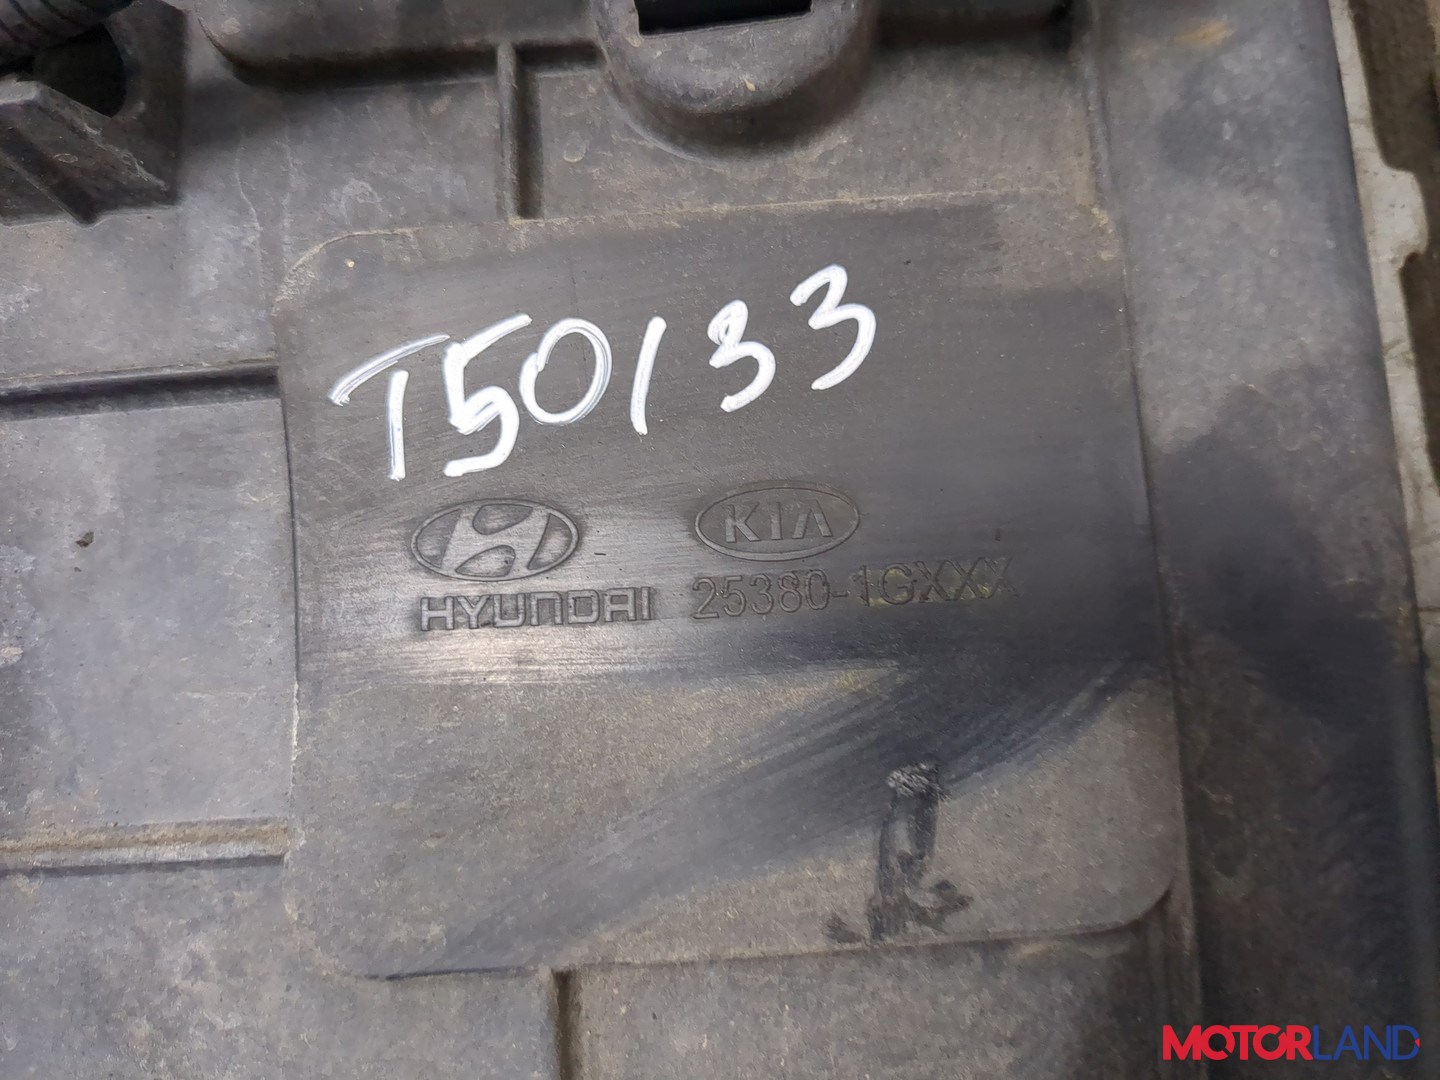 T50133
KIA
HYUNDAI 25380-1GXXX
MOTORLAND